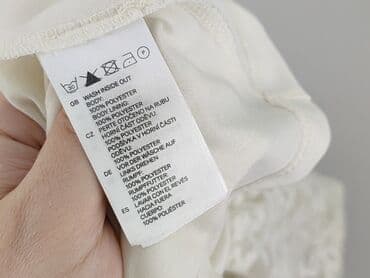 30
P
GB WASH INSIDE OUT
BODY:
100% POLYESTER
BODY LINING:
100% POLYESTER
CZ PERTE OTOČENÉ NA RUBU
HORNÍ ČÁST ODĚVU:
100% POLYESTER
PODŠÍVKA V HORNÍ ČÁSTI
ODĚVU:
100% POLYESTER
DE VOR DER WÄSCHE AUF
LINKS DREHEN
RUMPF:
100% POLYESTER
RUMPFFUTTER:
100% POLYESTER
ES LAVAR CON EL REVÉS
HACIA FUERA
CUERPO:
100% POLIÉSTER